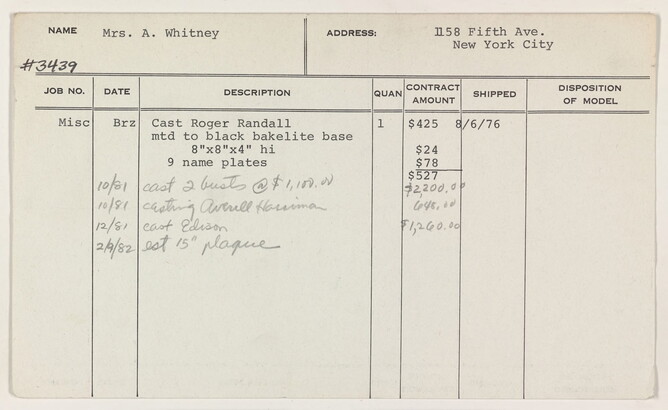 NAME Mrs. A. Whitney ADDRESS: 1158 Fifth Ave.
New York City
#3439
JOB NO. DATE DESCRIPTION QUAN CONTRACT AMOUNT SHIPPED DISPOSITION OF MODEL
Misc Brz Cast Roger Randall 1 $425 8/6/76
mtd to black bakelite base
8"x8"x4" hi $24
9 name plates $78
$527
10/81 cast 2 busts @ $1,100.00 $2,200.00
10/81 casting Averell Harriman 648.00
12/81 cast Edison $1,260.00
2/9/82 est 15" plaque